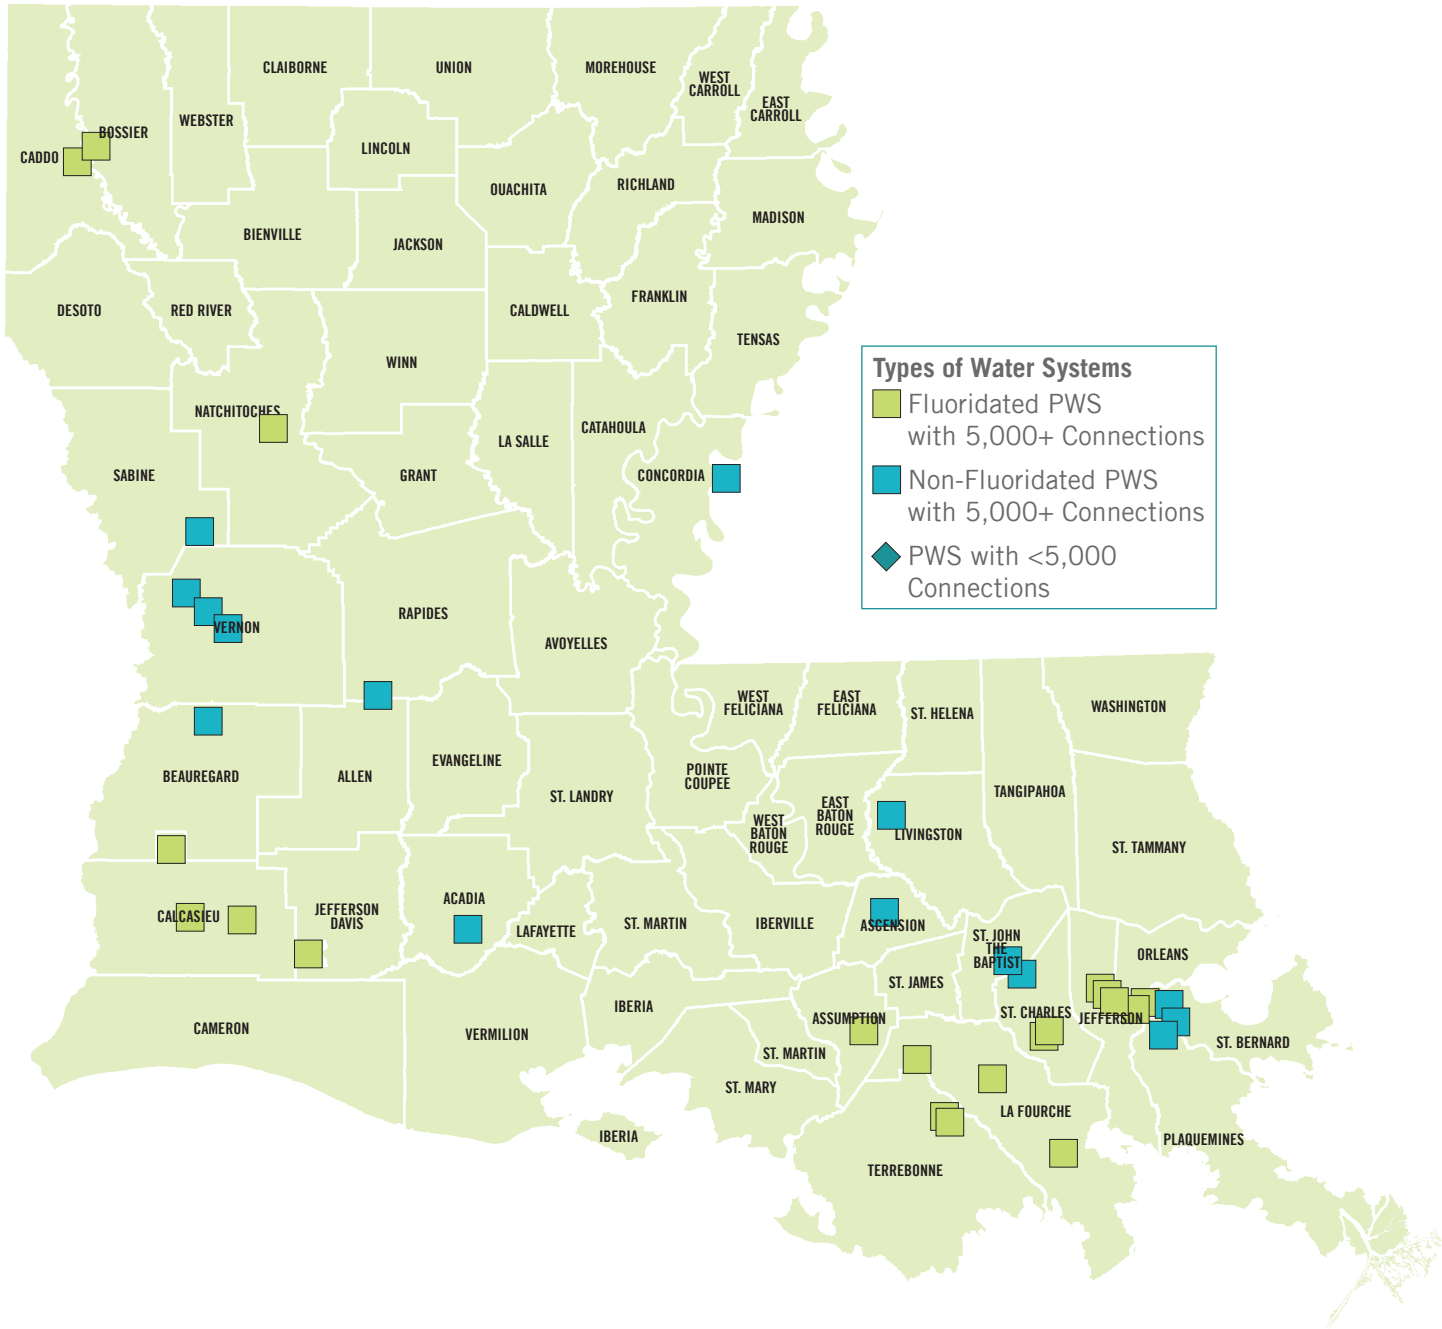 CLAIBORNE
UNION
MOREHOUSE
WEST
CARROLL
EAST
CARROLL
WEBSTER
BOSSIER
CADDO
LINCOLN
OUACHITA
RICHLAND
MADISON
BIENVILLE
JACKSON
DESOTO
RED RIVER
CALDWELL
FRANKLIN
TENSAS
WINN
NATCHITOCHES
LA SALLE
CATAHOULA
SABINE
GRANT
CONCORDIA
Types of Water Systems
Fluoridated PWS
with 5,000+ Connections
Non-Fluoridated PWS
with 5,000+ Connections
PWS with <5,000
Connections
VERNON
RAPIDES
AVOYELLES
WEST
FELICIANA
EAST
FELICIANA
ST. HELENA
WASHINGTON
BEAUREGARD
ALLEN
EVANGELINE
ST. LANDRY
POINTE
COUPEE
WEST
BATON
ROUGE
EAST
BATON
ROUGE
LIVINGSTON
TANGIPAHOA
ST. TAMMANY
CALCASIEU
JEFFERSON
DAVIS
ACADIA
LAFAYETTE
ST. MARTIN
IBERVILLE
ASCENSION
ST. JOHN
THE
BAPTIST
ORLEANS
CAMERON
VERMILION
IBERIA
ST. JAMES
ASSUMPTION
ST. CHARLES
JEFFERSON
ST. BERNARD
ST. MARTIN
ST. MARY
LA FOURCHE
IBERIA
TERREBONNE
PLAQUEMINES